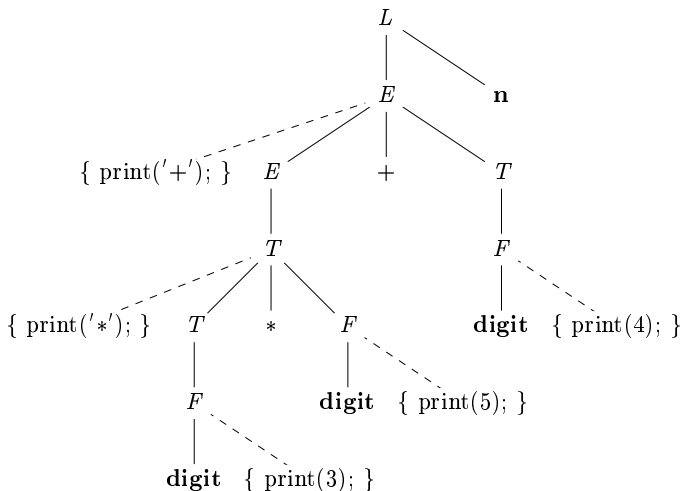 L
E n
{ print('+'); } E + T
T F
{ print('*'); } T * F digit { print(4); }
F digit { print(5); }
digit { print(3); }